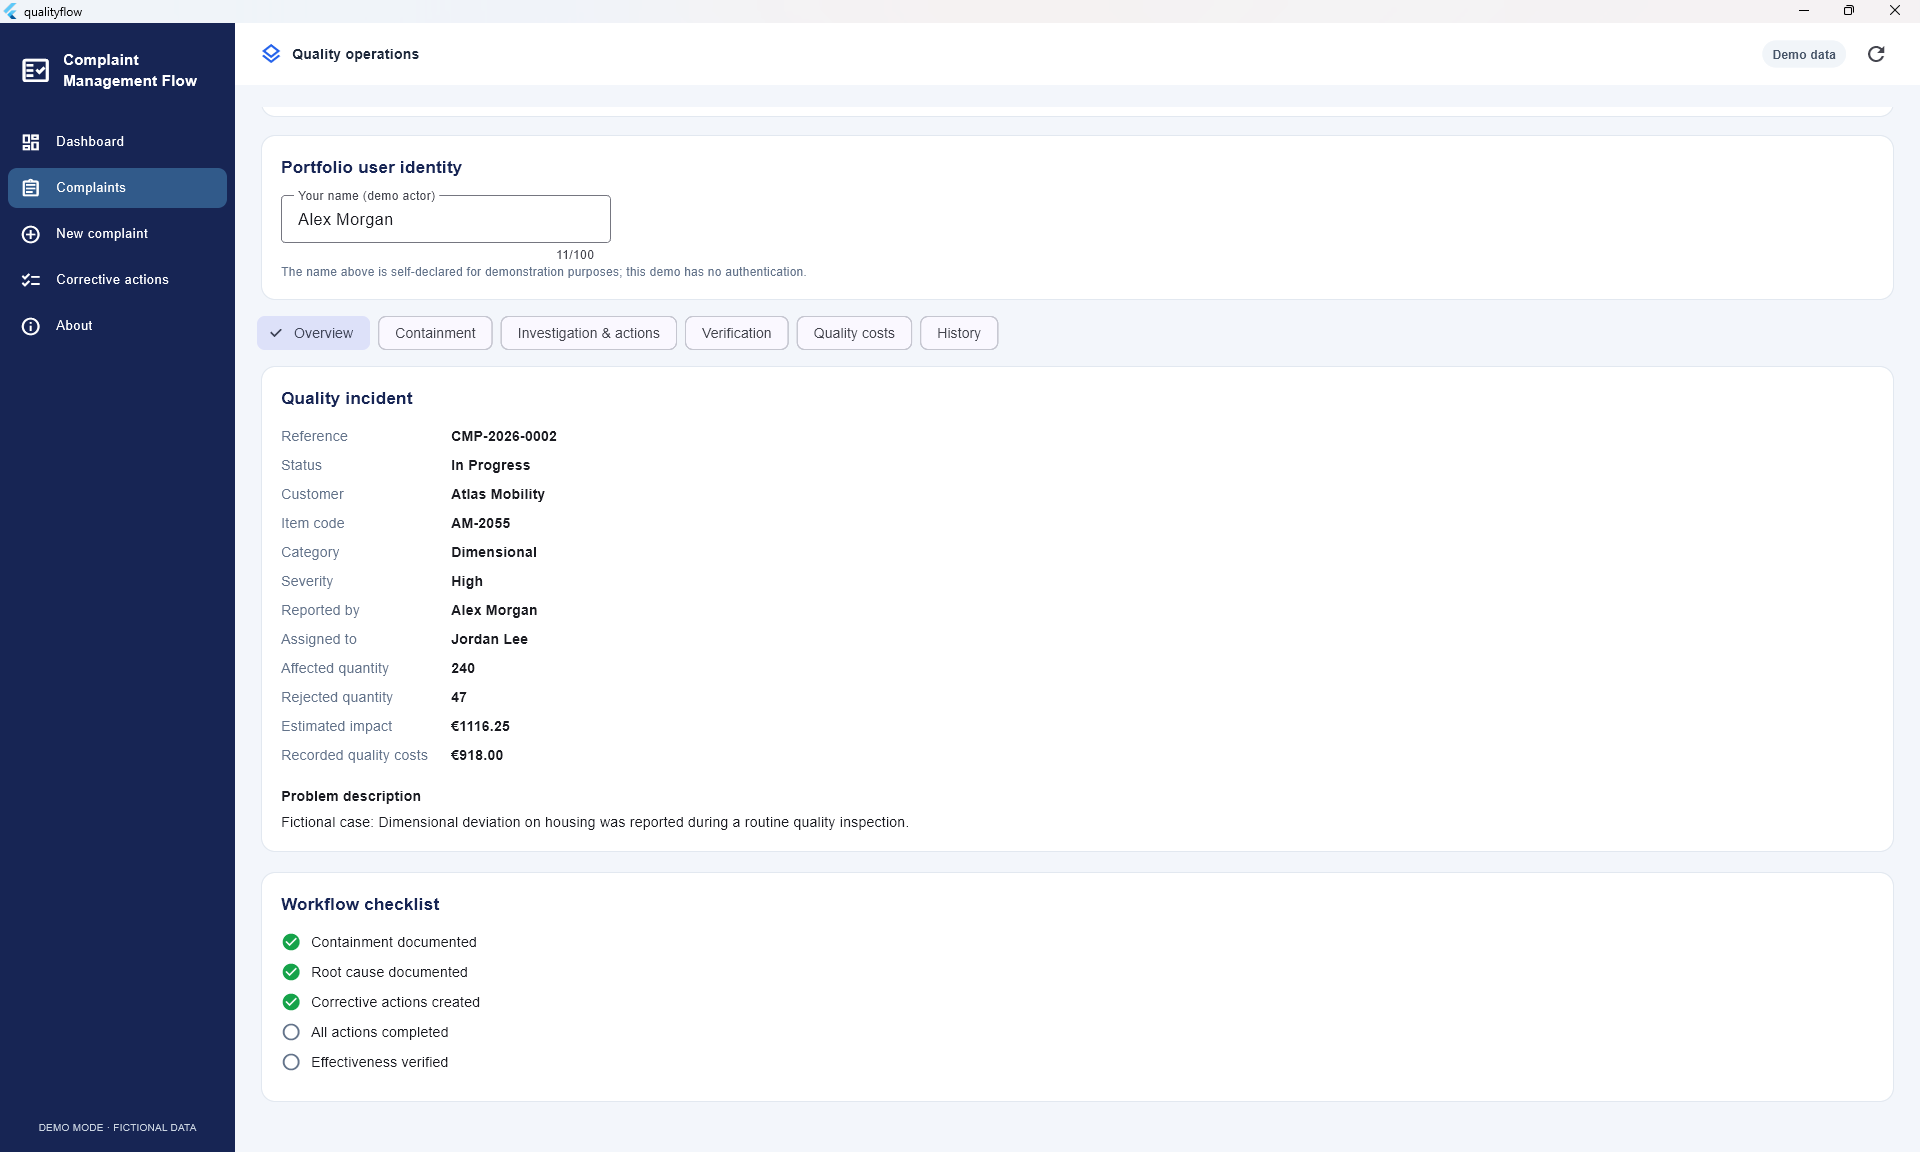 qualityflow
Complaint
Management Flow
Dashboard
Complaints
New complaint
Corrective actions
About
DEMO MODE · FICTIONAL DATA
Quality operations
Demo data
Portfolio user identity
Your name (demo actor)
Alex Morgan
11/100
The name above is self-declared for demonstration purposes; this demo has no authentication.
Overview
Containment
Investigation & actions
Verification
Quality costs
History
Quality incident
Reference CMP-2026-0002
Status In Progress
Customer Atlas Mobility
Item code AM-2055
Category Dimensional
Severity High
Reported by Alex Morgan
Assigned to Jordan Lee
Affected quantity 240
Rejected quantity 47
Estimated impact €1116.25
Recorded quality costs €918.00
Problem description
Fictional case: Dimensional deviation on housing was reported during a routine quality inspection.
Workflow checklist
Containment documented
Root cause documented
Corrective actions created
All actions completed
Effectiveness verified